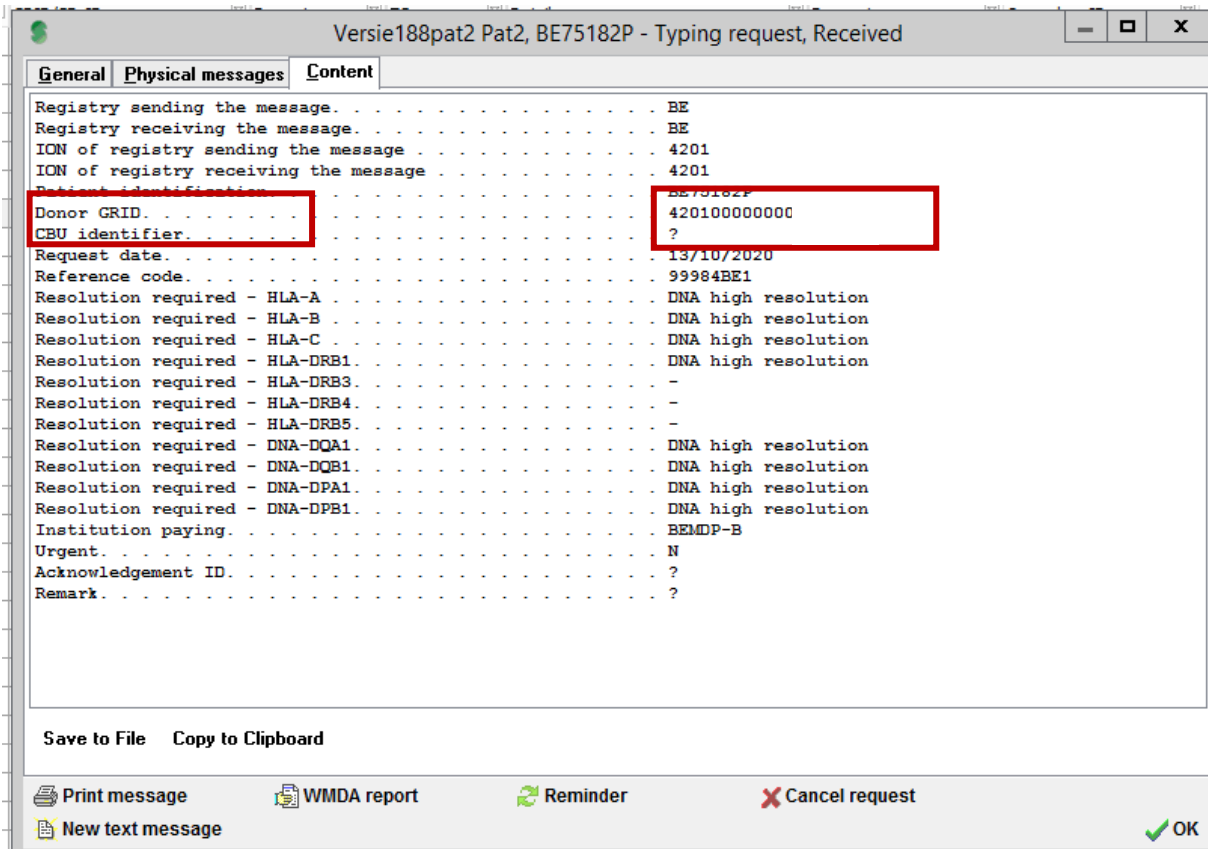 Versie188pat2 Pat2, BE75182P - Typing request, Received
General Physical messages Content
Registry sending the message. . . . . . . . . . . . . . . . BE
Registry receiving the message. . . . . . . . . . . . . . . BE
ION of registry sending the message . . . . . . . . . . . . 4201
ION of registry receiving the message . . . . . . . . . . . 4201
Patient identification. . . . . . . . . . . . . . . . . . . BE75182P
Donor GRID. . . . . . . . . . . . . . . . . . . . . . . . . 420100000000
CBU identifier. . . . . . . . . . . . . . . . . . . . . . . ?
Request date. . . . . . . . . . . . . . . . . . . . . . . . 13/10/2020
Reference code. . . . . . . . . . . . . . . . . . . . . . . 99984BE1
Resolution required - HLA-A . . . . . . . . . . . . . . . . DNA high resolution
Resolution required - HLA-B . . . . . . . . . . . . . . . . DNA high resolution
Resolution required - HLA-C . . . . . . . . . . . . . . . . DNA high resolution
Resolution required - HLA-DRB1. . . . . . . . . . . . . . . DNA high resolution
Resolution required - HLA-DRB3. . . . . . . . . . . . . . . -
Resolution required - HLA-DRB4. . . . . . . . . . . . . . . -
Resolution required - HLA-DRB5. . . . . . . . . . . . . . . -
Resolution required - DNA-DQA1. . . . . . . . . . . . . . . DNA high resolution
Resolution required - DNA-DQB1. . . . . . . . . . . . . . . DNA high resolution
Resolution required - DNA-DPA1. . . . . . . . . . . . . . . DNA high resolution
Resolution required - DNA-DPB1. . . . . . . . . . . . . . . DNA high resolution
Institution paying. . . . . . . . . . . . . . . . . . . . . BEMDP-B
Urgent. . . . . . . . . . . . . . . . . . . . . . . . . . . N
Acknowledgement ID. . . . . . . . . . . . . . . . . . . . . ?
Remark. . . . . . . . . . . . . . . . . . . . . . . . . . . ?
Save to File Copy to Clipboard
Print message WMDA report Reminder Cancel request
New text message OK